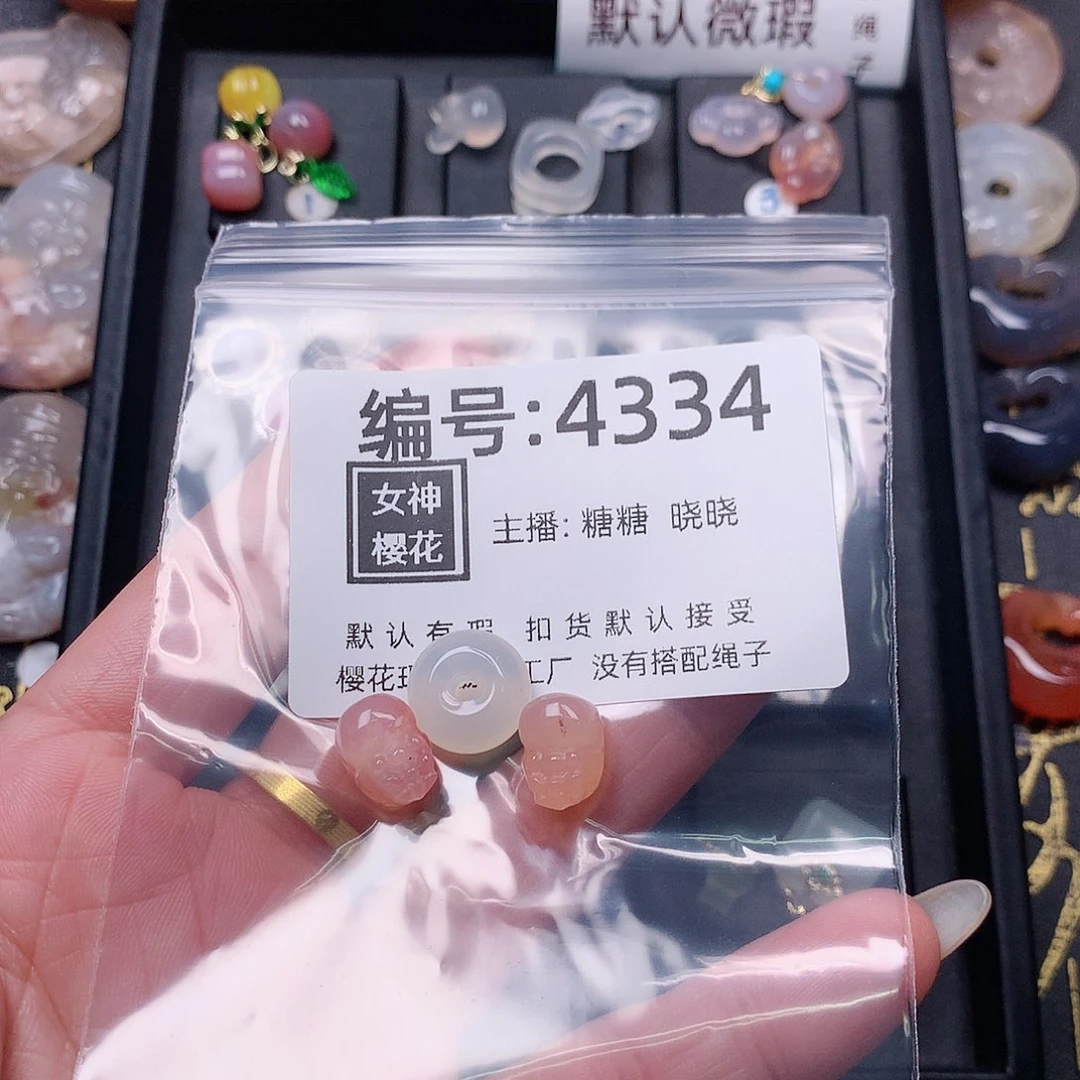 默认微瑕
绳
子
1
3
编号:4334
女神
樱花
主播: 糖糖 晓晓
默认有瑕 扣货默认接受
樱花 工厂 没有搭配绳子